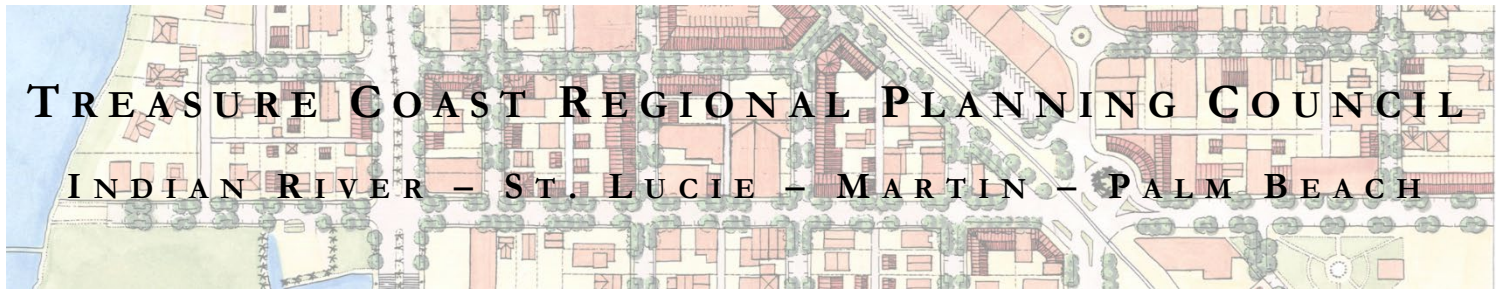 TREASURE COAST REGIONAL PLANNING COUNCIL
INDIAN RIVER – ST. LUCIE – MARTIN – PALM BEACH